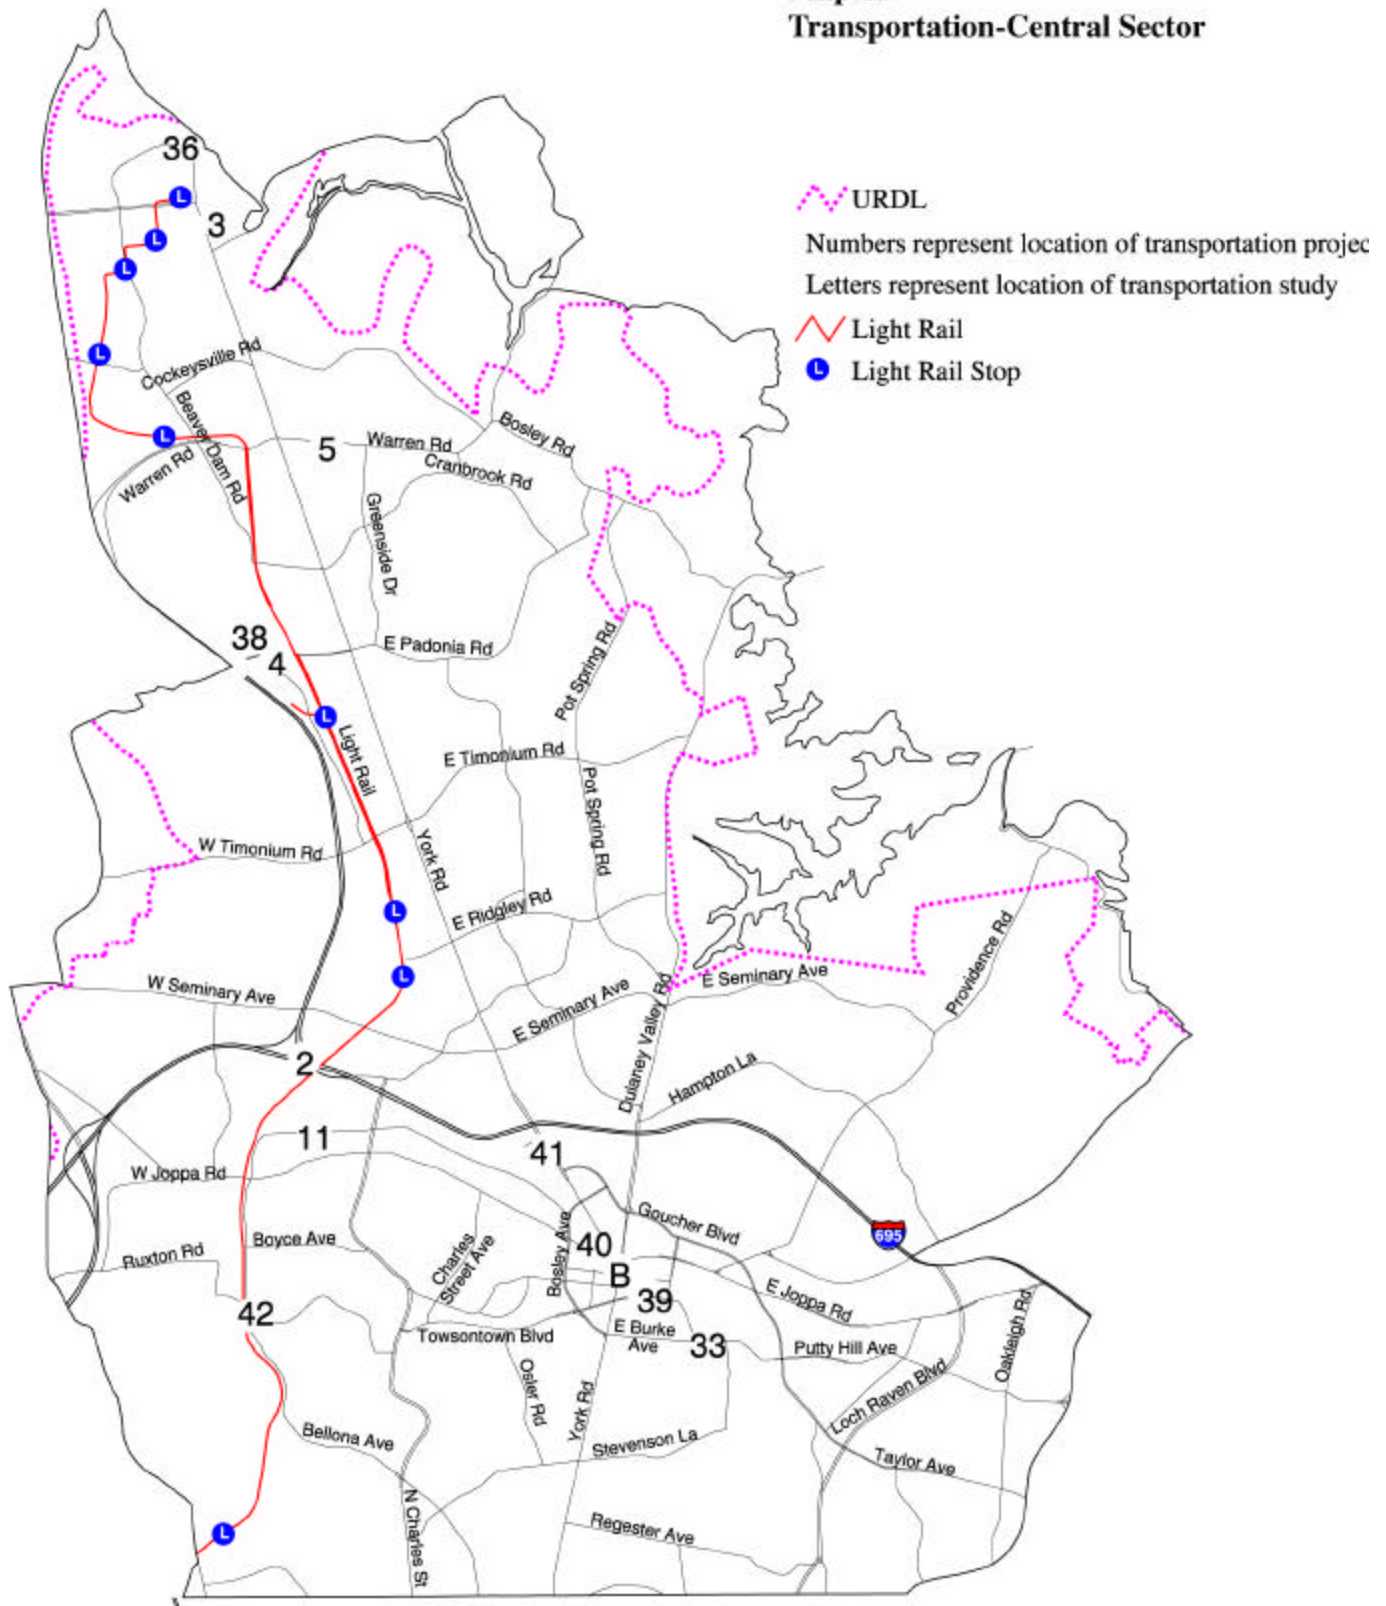 Transportation-Central Sector
URDL
Numbers represent location of transportation projec
Letters represent location of transportation study
Light Rail
L Light Rail Stop
36
L
3
L
L
L
Cockeysville Rd
Beaver Dam Rd
L
Warren Rd
5
Warren Rd
Bosley Rd
Cranbrook Rd
Greenside Dr
38
4
E Padonia Rd
Pot Spring Rd
L
Light Rail
E Timonium Rd
Pot Spring Rd
W Timonium Rd
York Rd
L
E Ridgley Rd
Providence Rd
L
W Seminary Ave
E Seminary Ave
E Seminary Ave
Dulaney Valley Rd
2
Hampton La
11
41
W Joppa Rd
Goucher Blvd
695
Boyce Ave
Ruxton Rd
Charles
Street Ave
Bosley Ave
40
B
39
E Joppa Rd
42
Towsontown Blvd
E Burke
Ave
33
Putty Hill Ave
Oakleigh Rd
Osler Rd
York Rd
Loch Raven Blvd
Bellona Ave
Stevenson La
Taylor Ave
N Charles St
Regester Ave
L